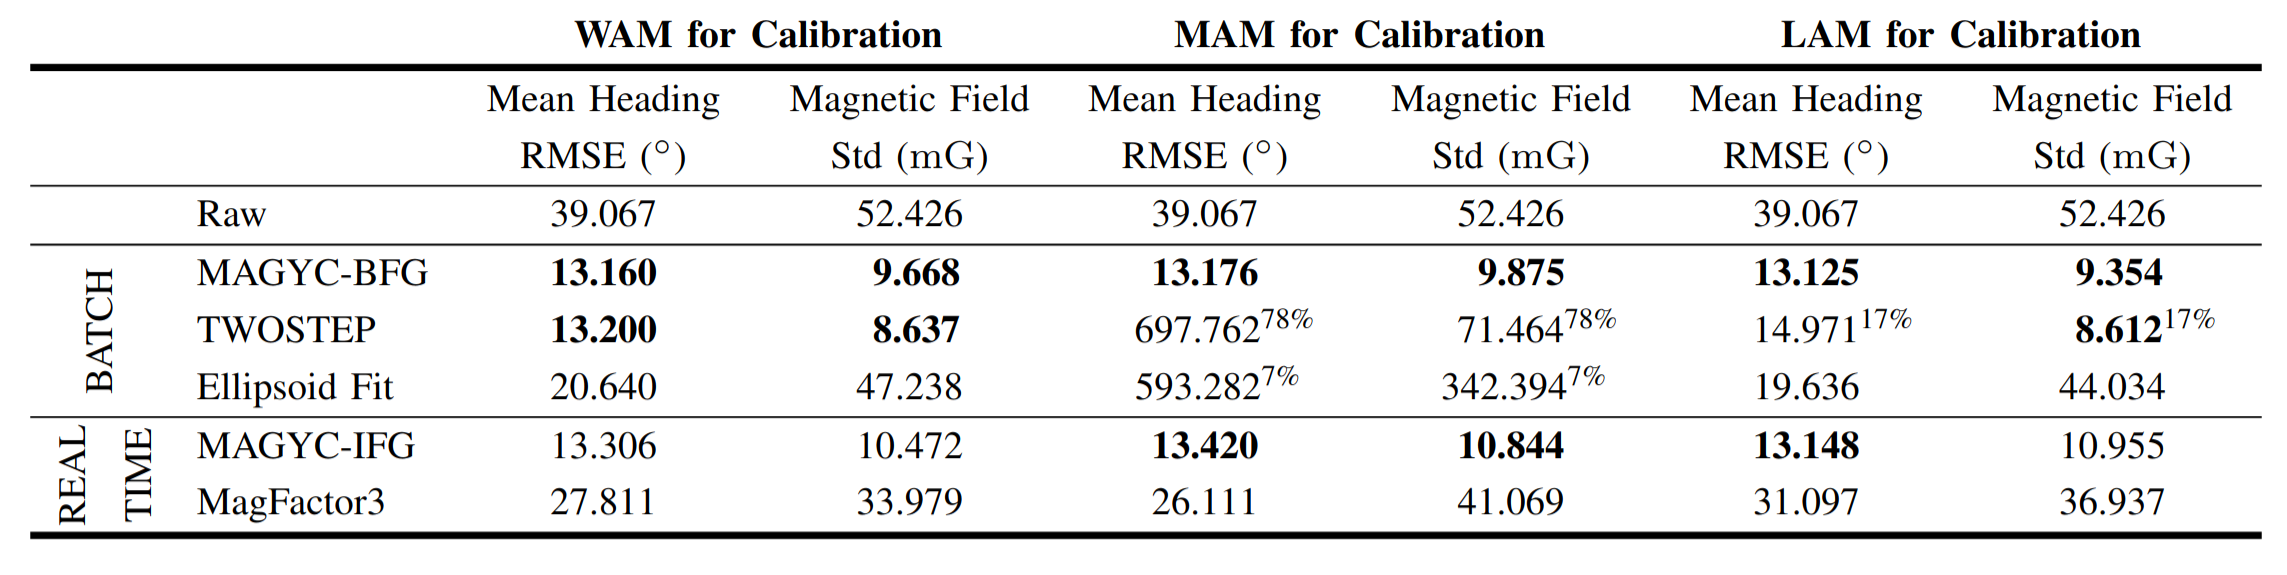 WAM for Calibration MAM for Calibration LAM for Calibration
Mean Heading Magnetic Field Mean Heading Magnetic Field Mean Heading Magnetic Field
RMSE (°) Std (mG) RMSE (°) Std (mG) RMSE (°) Std (mG)
Raw 39.067 52.426 39.067 52.426 39.067 52.426
BATCH
MAGYC-BFG 13.160 9.668 13.176 9.875 13.125 9.354
TWOSTEP 13.200 8.637 697.762^78% 71.464^78% 14.971^17% 8.612^17%
Ellipsoid Fit 20.640 47.238 593.282^7% 342.394^7% 19.636 44.034
REAL
TIME
MAGYC-IFG 13.306 10.472 13.420 10.844 13.148 10.955
MagFactor3 27.811 33.979 26.111 41.069 31.097 36.937